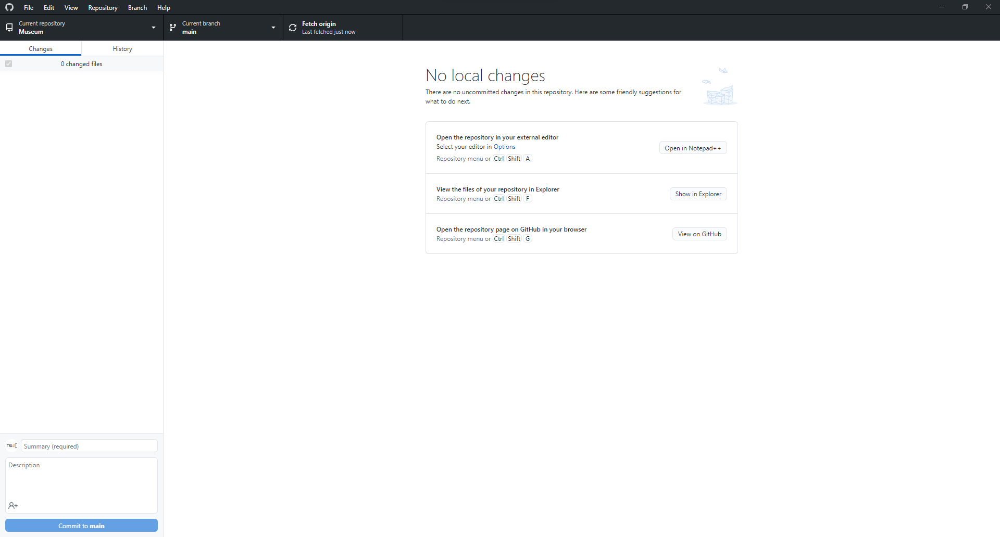 File Edit View Repository Branch Help
Current repository
Museum
Current branch
main
Fetch origin
Last fetched just now
Changes
History
0 changed files
No local changes
There are no uncommitted changes in this repository. Here are some friendly suggestions for
what to do next.
Open the repository in your external editor
Select your editor in Options
Repository menu or Ctrl Shift A
Open in Notepad++
View the files of your repository in Explorer
Repository menu or Ctrl Shift F
Show in Explorer
Open the repository page on GitHub in your browser
Repository menu or Ctrl Shift G
View on GitHub
Summary (required)
Description
Commit to main